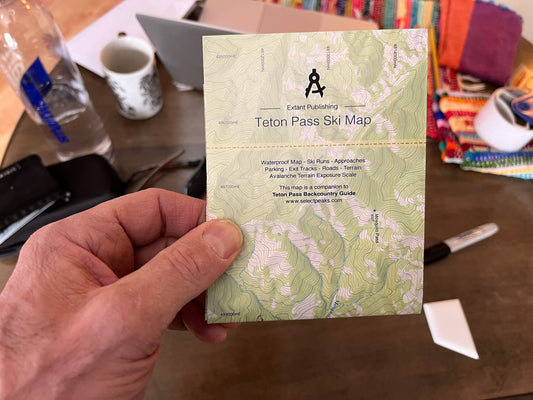 Extant Publishing
Teton Pass Ski Map
Waterproof Map - Ski Runs - Approaches
Parking - Exit Tracks - Roads - Terrain
Avalanche Terrain Exposure Scale
This map is a companion to
Teton Pass Backcountry Guide
www.selectpeaks.com